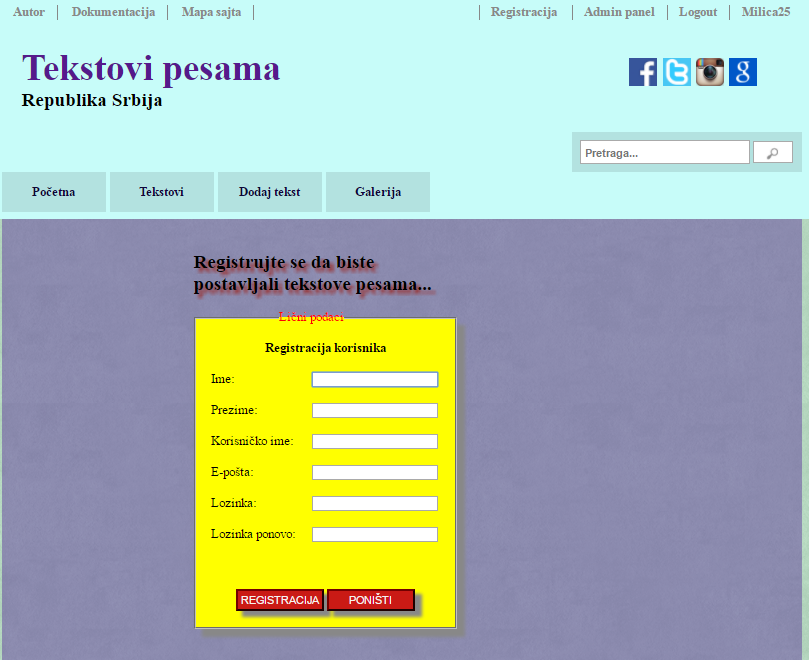 Autor Dokumentacija Mapa sajta Registracija Admin panel Logout Milica25
Tekstovi pesama
Republika Srbija
Pretraga...
Početna Tekstovi Dodaj tekst Galerija
Registrujte se da biste
postavljali tekstove pesama...
Lični podaci
Registracija korisnika
Ime:
Prezime:
Korisničko ime:
E-pošta:
Lozinka:
Lozinka ponovo:
REGISTRACIJA PONIŠTI